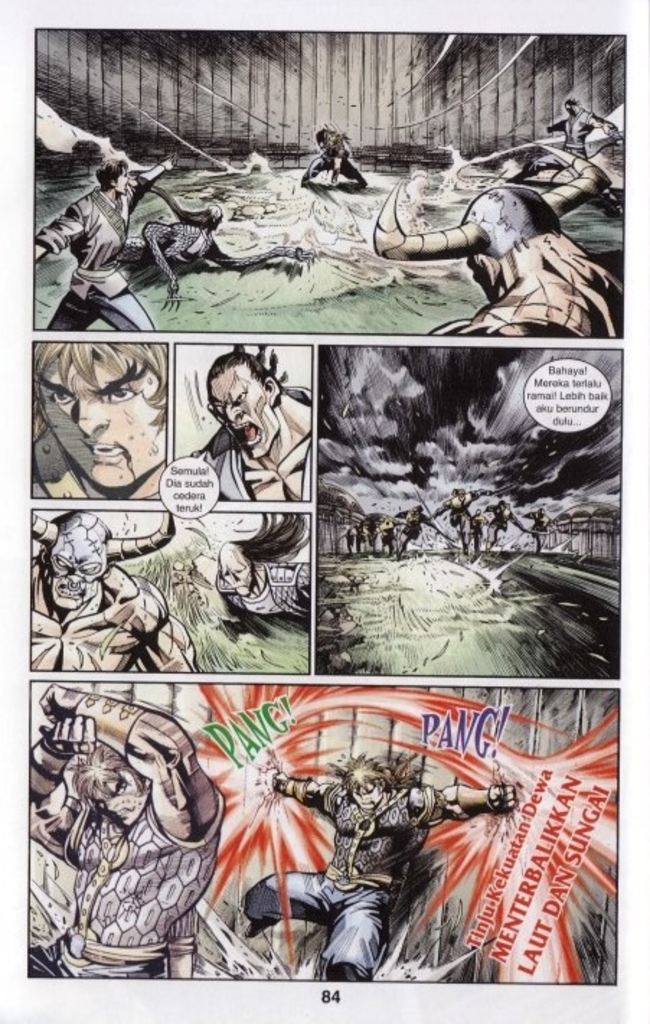 Semula!
Dia sudah
cedera
teruk!
Bahaya!
Mereka terlalu
ramai! Lebih baik
aku berundur
dulu...
PANG!
PANG!
Tinju Kekuatan Dewa
MENTERBALIKKAN
LAUT DAN SUNGAI
84